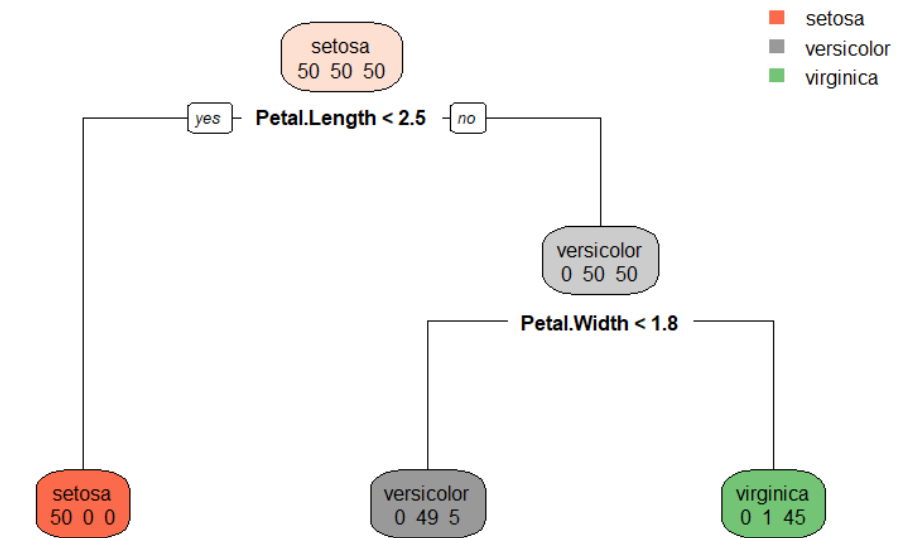 setosa
50 50 50
yes
Petal.Length < 2.5
no
setosa
versicolor
virginica
versicolor
0 50 50
Petal.Width < 1.8
setosa
50 0 0
versicolor
0 49 5
virginica
0 1 45